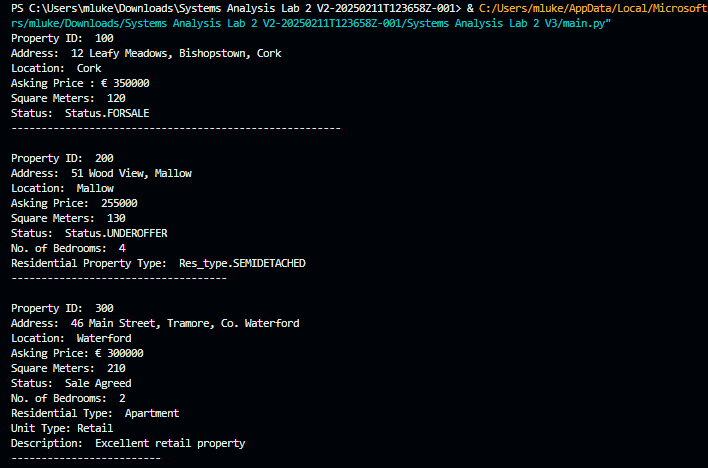 PS C:\Users\mluke\Downloads\Systems Analysis Lab 2 V2-20250211T123658Z-001> & C:/Users/mluke/AppData/Local/Microsoft
rs/mluke/Downloads/Systems Analysis Lab 2 V2-20250211T123658Z-001/Systems Analysis Lab 2 V3/main.py"
Property ID:  100
Address:  12 Leafy Meadows, Bishopstown, Cork
Location:  Cork
Asking Price : € 350000
Square Meters:  120
Status:  Status.FORSALE
-------------------------------------------------------
Property ID:  200
Address:  51 Wood View, Mallow
Location:  Mallow
Asking Price:  255000
Square Meters:  130
Status:  Status.UNDEROFFER
No. of Bedrooms:  4
Residential Property Type:  Res_type.SEMIDETACHED
------------------------------------
Property ID:  300
Address:  46 Main Street, Tramore, Co. Waterford
Location:  Waterford
Asking Price: € 300000
Square Meters:  210
Status:  Sale Agreed
No. of Bedrooms:  2
Residential Type:  Apartment
Unit Type: Retail
Description:  Excellent retail property
-------------------------